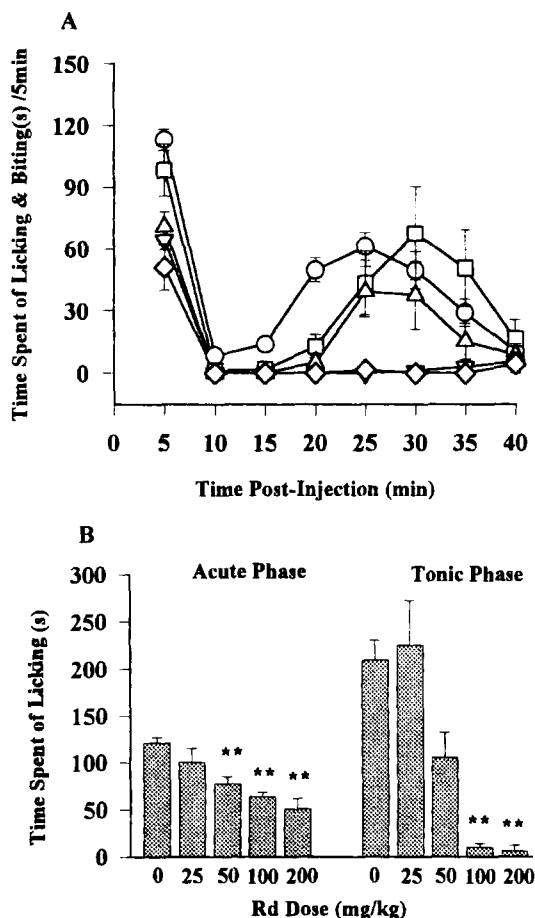 A
Time Spent of Licking & Biting(s) /5min
150
120
90
60
30
0
0 5 10 15 20 25 30 35 40
Time Post-Injection (min)
B
Time Spent of Licking (s)
300
250
200
150
100
50
0
Acute Phase Tonic Phase
** ** ** ** **
0 25 50 100 200 0 25 50 100 200
Rd Dose (mg/kg)